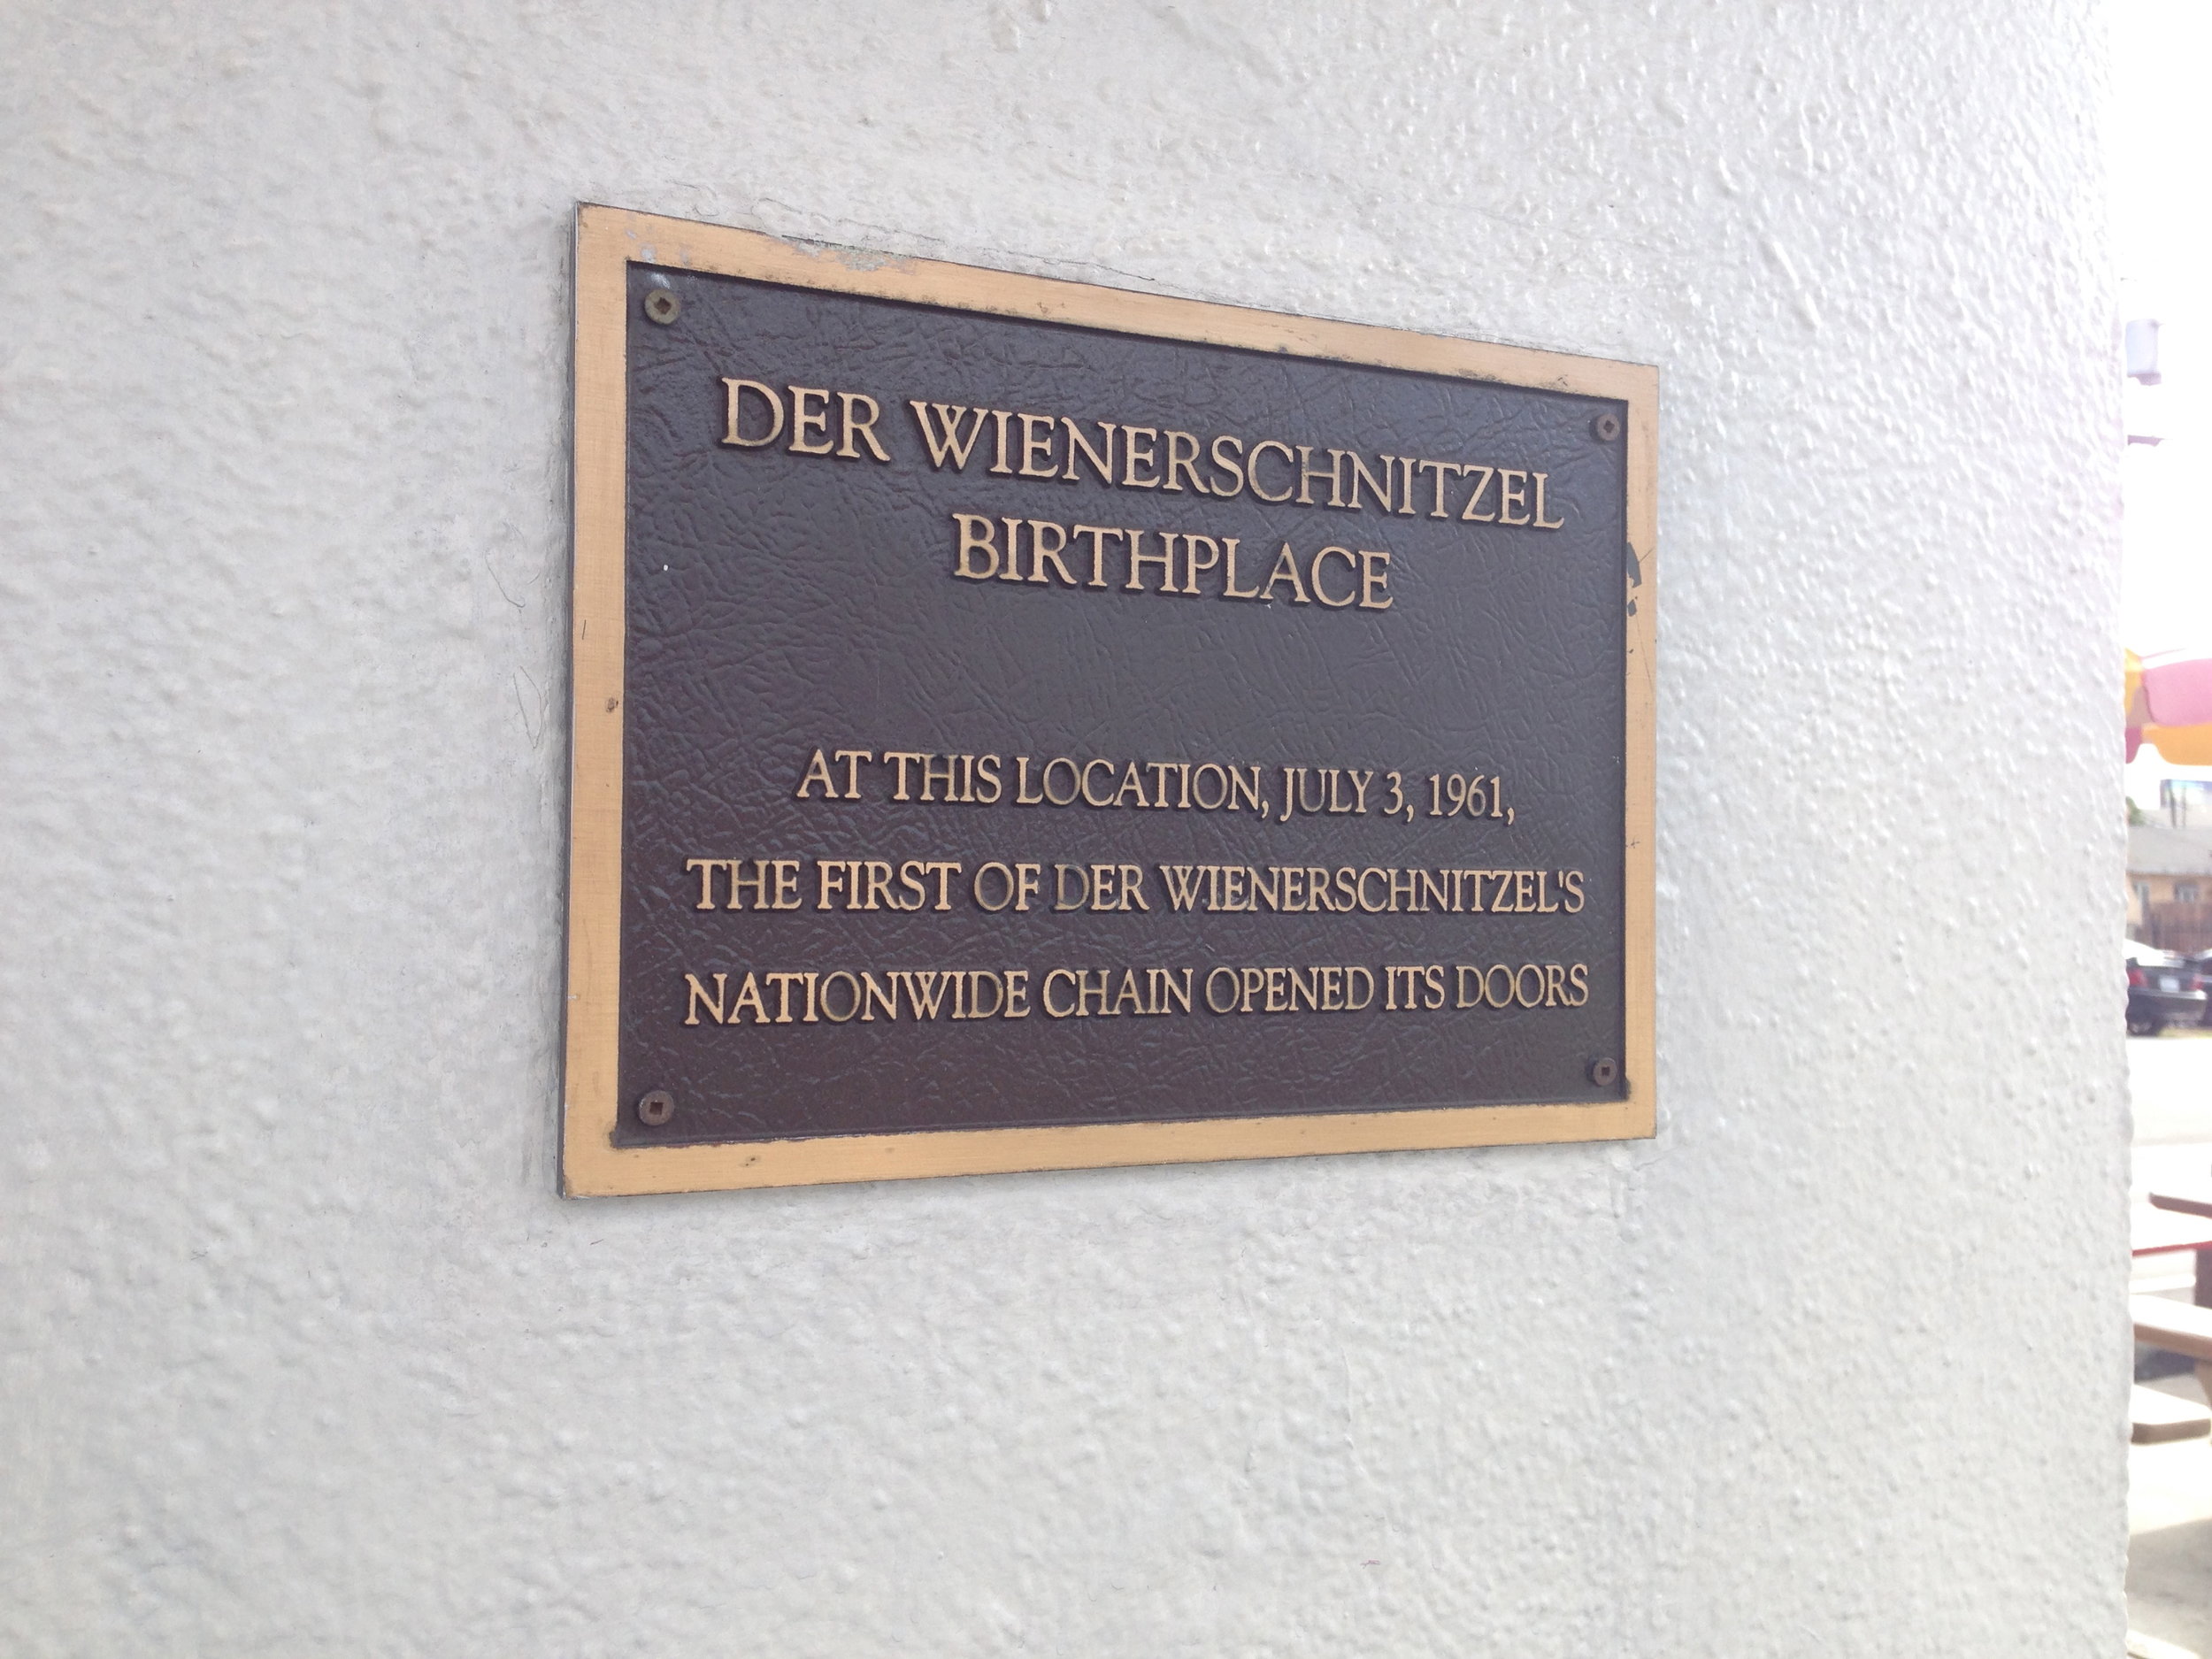 DER WIENERSCHNITZEL
BIRTHPLACE
AT THIS LOCATION, JULY 3, 1961,
THE FIRST OF DER WIENERSCHNITZEL'S
NATIONWIDE CHAIN OPENED ITS DOORS